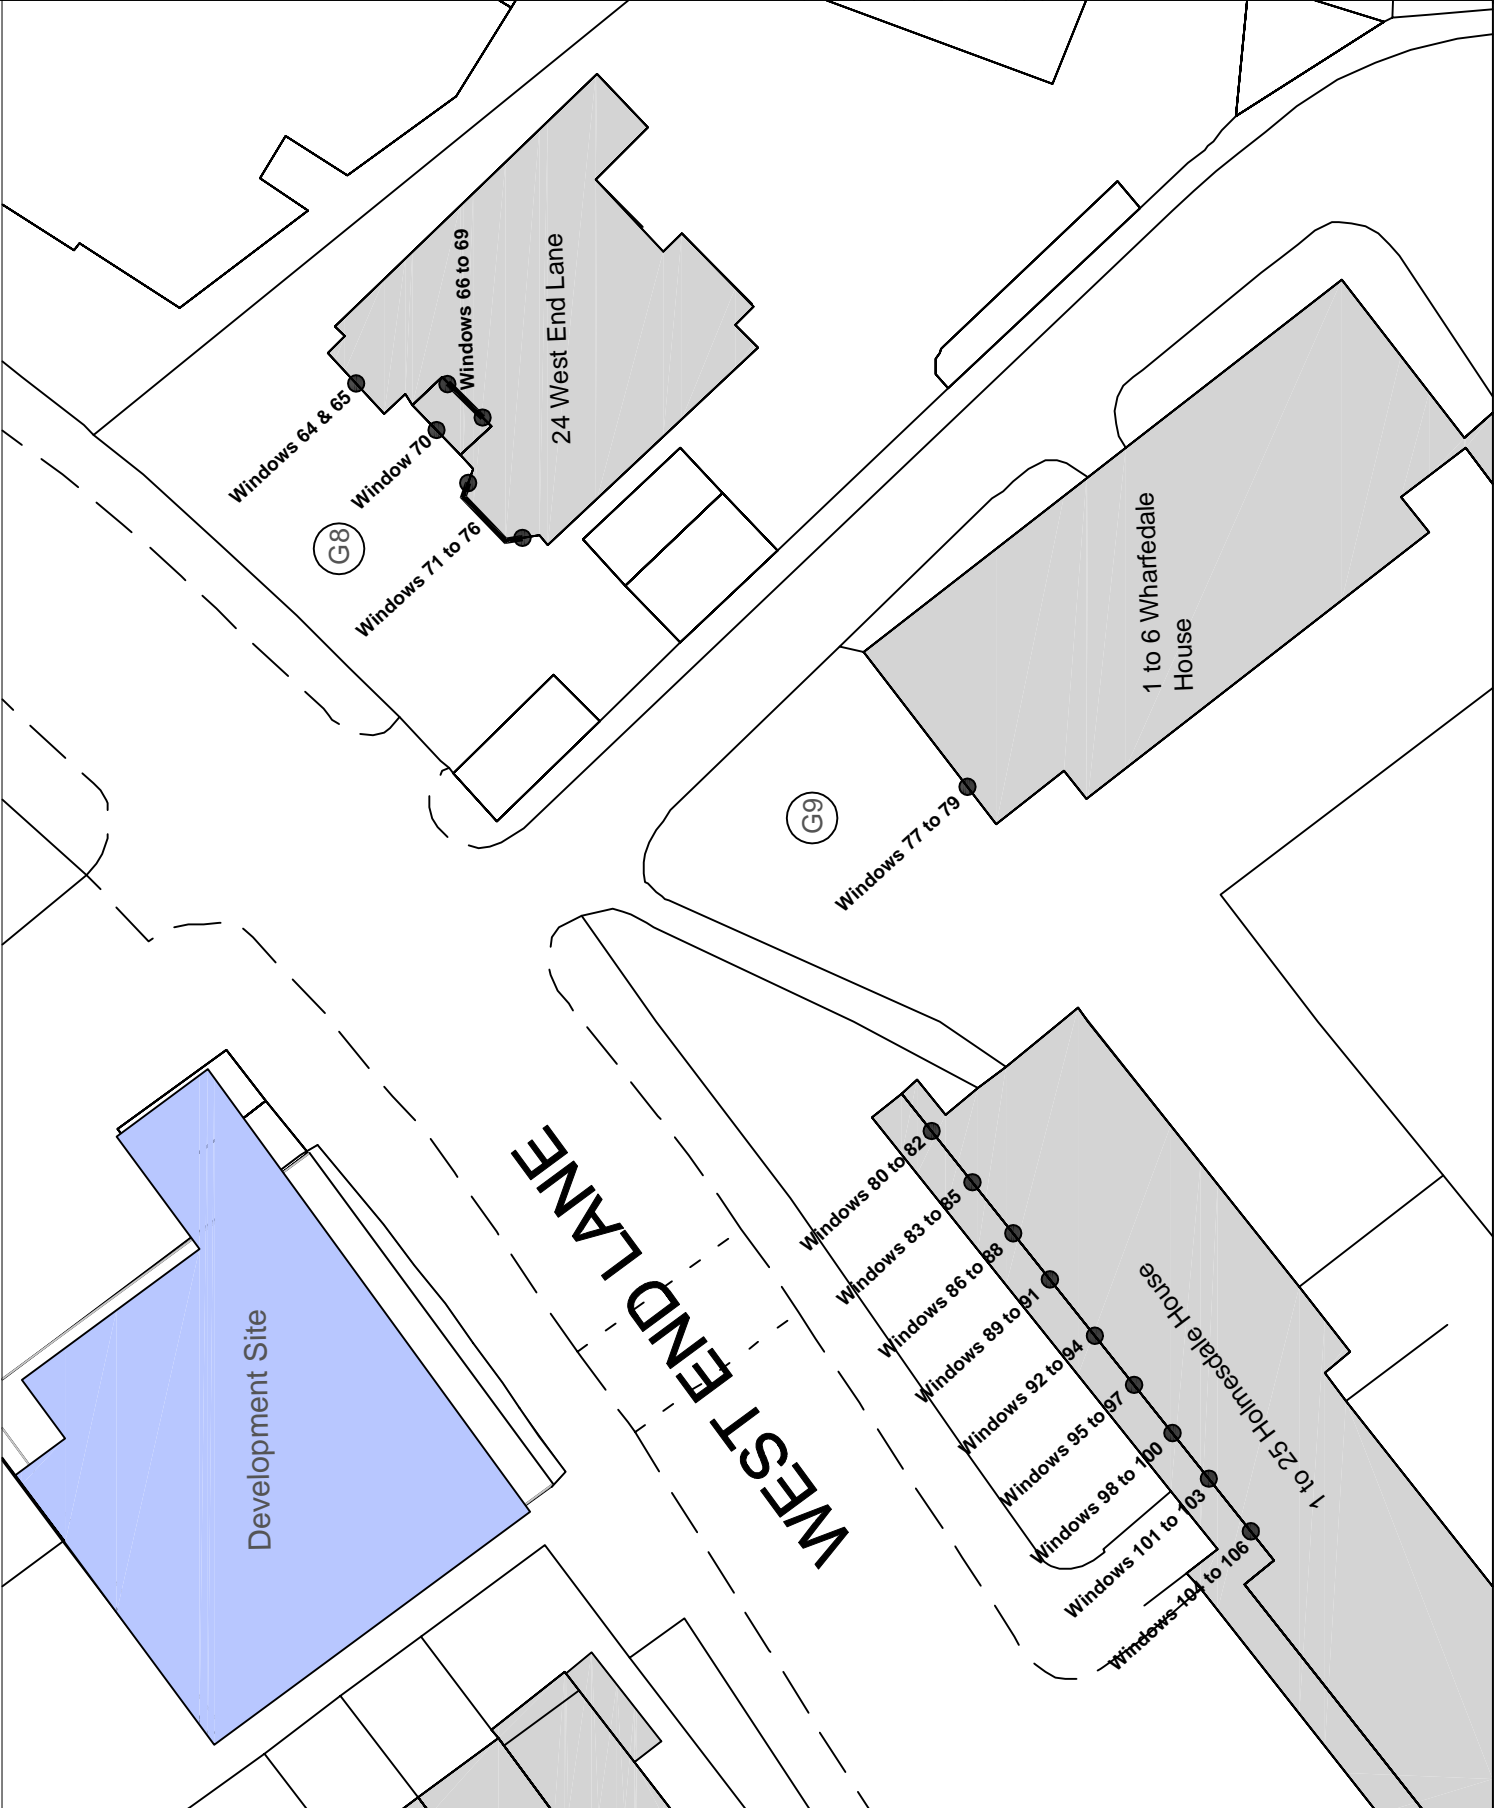 Windows 66 to 69
24 West End Lane
Windows 64 & 65
Window 70
G8
Windows 71 to 76
1 to 6 Wharfedale
House
G9
Windows 77 to 79
WEST END LANE
Windows 80 to 82
Windows 83 to 85
Windows 86 to 88
Windows 89 to 91
Windows 92 to 94
Windows 95 to 97
Windows 98 to 100
Windows 101 to 103
Windows 104 to 106
1 to 25 Holmesdale House
Development Site